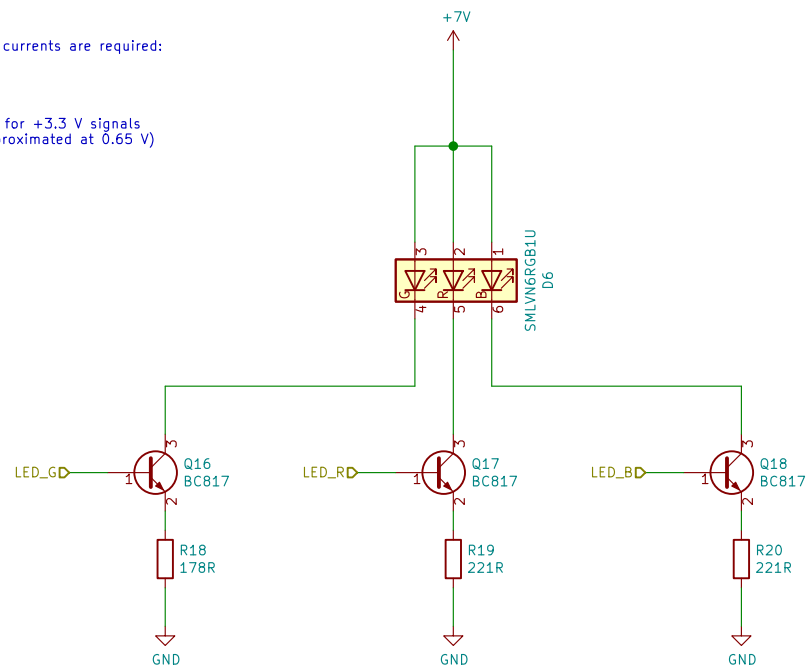 +7V
currents are required:
for +3.3 V signals
roximated at 0.65 V)
3
2
1
G
R
B
4
5
6
SMLVN6RGB1U
D6
LED_G
1
3
2
Q16
BC817
LED_R
1
3
2
Q17
BC817
LED_B
1
3
2
Q18
BC817
R18
178R
R19
221R
R20
221R
GND
GND
GND